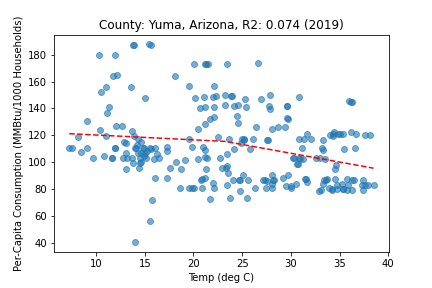 County: Yuma, Arizona, R2: 0.074 (2019)
Per-Capita Consumption (MMBtu/1000 Households)
180
160
140
120
100
80
60
40
10 15 20 25 30 35 40
Temp (deg C)